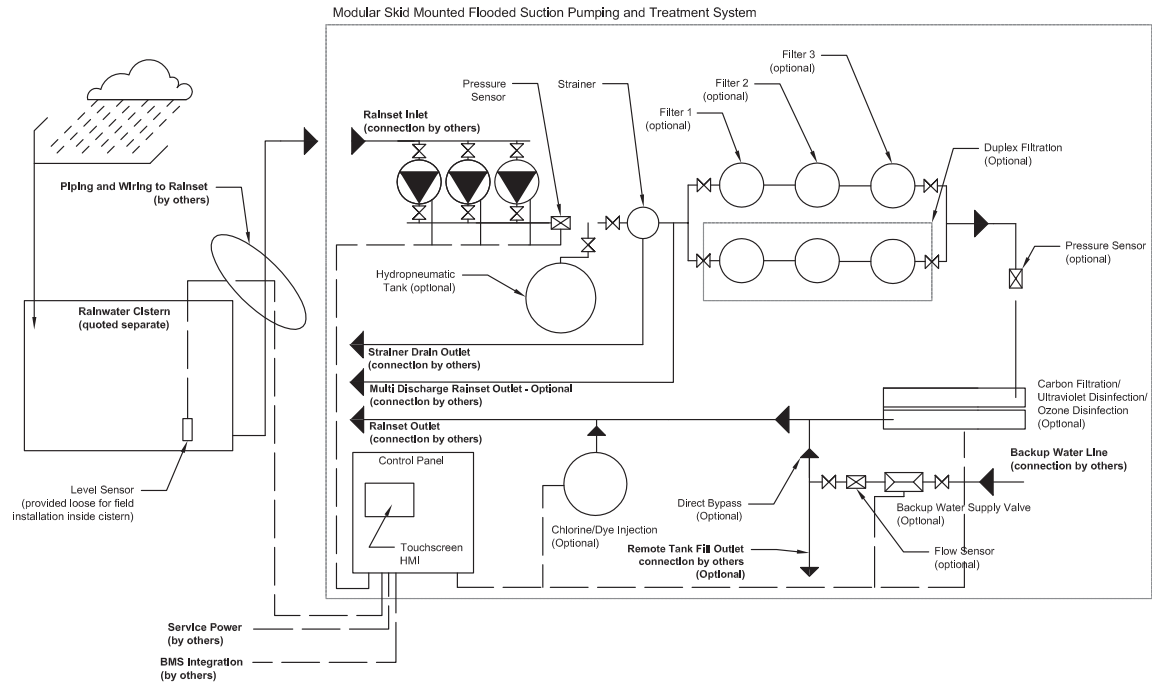 Modular Skid Mounted Flooded Suction Pumping and Treatment System
Filter 3
(optional)
Filter 2
(optional)
Filter 1
(optional)
Pressure
Sensor
Strainer
Rainset Inlet
(connection by others)
Duplex Filtration
(Optional)
Piping and Wiring to Rainset
(by others)
Pressure Sensor
(optional)
Hydropneumatic
Tank (optional)
Rainwater Cistern
(quoted separate)
Strainer Drain Outlet
(connection by others)
Multi Discharge Rainset Outlet - Optional
(connection by others)
Rainset Outlet
(connection by others)
Carbon Filtration/
Ultraviolet Disinfection/
Ozone Disinfection
(Optional)
Control Panel
Touchscreen
HMI
Level Sensor
(provided loose for field
installation inside cistern)
Chlorine/Dye Injection
(Optional)
Direct Bypass
(Optional)
Backup Water Line
(connection by others)
Backup Water Supply Valve
(Optional)
Flow Sensor
(optional)
Remote Tank Fill Outlet
connection by others
(Optional)
Service Power
(by others)
BMS Integration
(by others)